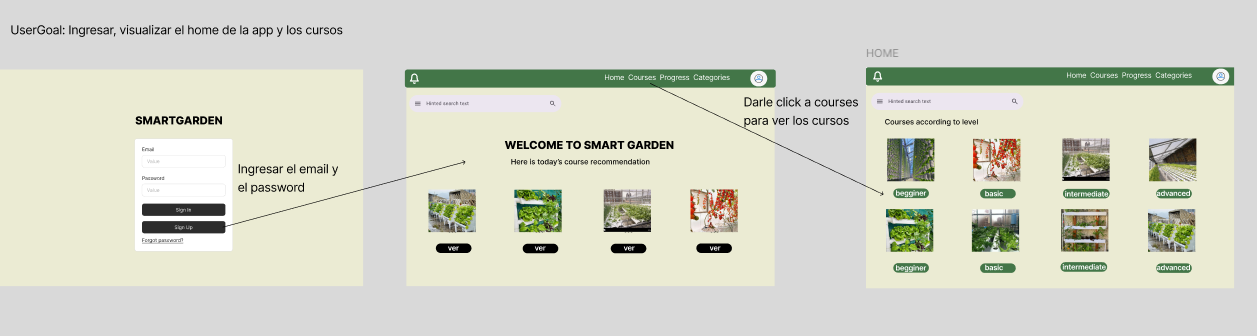 UserGoal: Ingresar, visualizar el home de la app y los cursos
SMARTGARDEN
Email
Value
Password
Value
Sign In
Sign Up
Forgot password?
Ingresar el email y
el password
Home Courses Progress Categories
Hinted search text
WELCOME TO SMART GARDEN
Here is today's course recommendation
ver ver ver ver
Darle click a courses
para ver los cursos
HOME
Home Courses Progress Categories
Hinted search text
Courses according to level
begginer basic intermediate advanced
begginer basic intermediate advanced